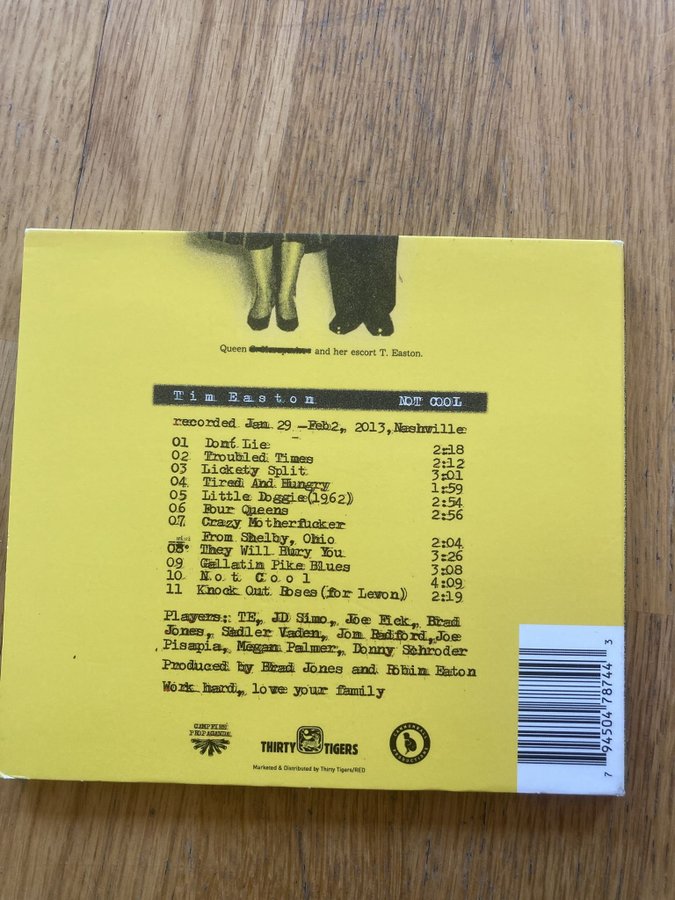 Queen and her escort T. Easton.
Tim Easton NOT COOL
recorded Jan 29 -Feb2, 2013, Nashville
01 Dont Lie 2:18
02 Troubled Times 2:12
03 Lickety Split 3:01
04 Tired And Hungry 1:59
05 Little Doggie(1962) 2:54
06 Four Queens 2:56
07 Crazy Motherfucker
From Shelby, Ohio 2:04
08 They Will Bury You 3:26
09 Gallatin Pike Blues 3:08
10 Not Cool 4:09
11 Knock Out Roses (for Levon) 2:19
Players: TE, JD Simo, Joe Fick, Brad
Jones, Sadler Vaden, Jon Radford, Joe
Pisapia, Megan Palmer, Donny Schroder
Produced by Brad Jones and Robin Eaton
Work hard, love your family
CAMPFIRE
PROPAGANDA
THIRTY TIGERS
Marketed & Distributed by Thirty Tigers/RED
7 94504 78744 3